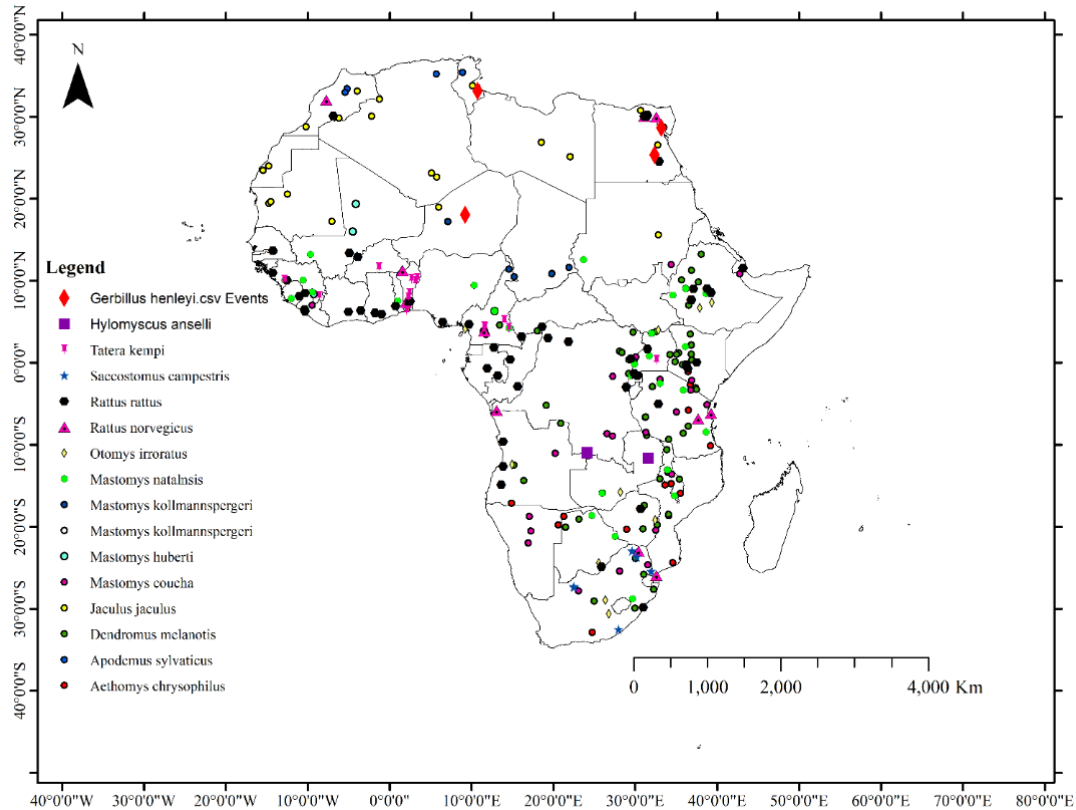 N
Legend
Gerbillus henleyi.csv Events
Hylomyscus anselli
Tatera kempi
Saccostomus campestris
Rattus rattus
Rattus norvegicus
Otomys irroratus
Mastomys natalnsis
Mastomys kollmannspergeri
Mastomys kollmannspergeri
Mastomys huberti
Mastomys coucha
Jaculus jaculus
Dendromus melanotis
Apodemus sylvaticus
Aethomys chrysophilus
0 1,000 2,000 4,000 Km
40°0'0"N
30°0'0"N
20°0'0"N
10°0'0"N
0°0'0"
10°0'0"S
20°0'0"S
30°0'0"S
40°0'0"S
40°0'0"W 30°0'0"W 20°0'0"W 10°0'0"W 0°0'0" 10°0'0"E 20°0'0"E 30°0'0"E 40°0'0"E 50°0'0"E 60°0'0"E 70°0'0"E 80°0'0"E